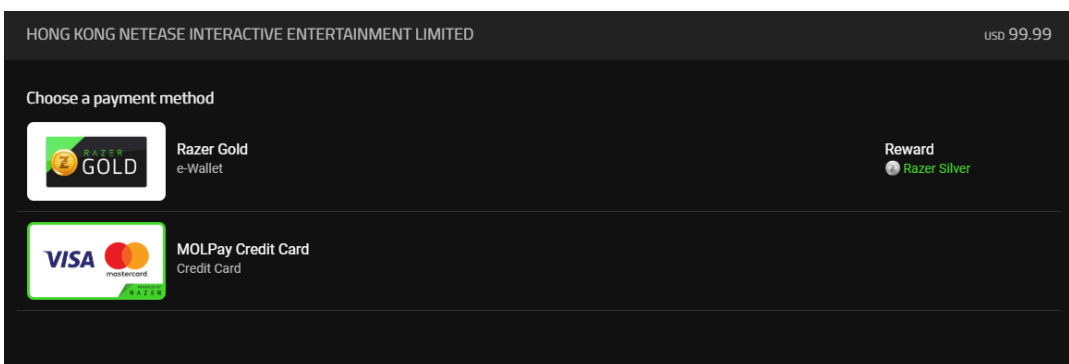 HONG KONG NETEASE INTERACTIVE ENTERTAINMENT LIMITED USD 99.99
Choose a payment method
RAZER
GOLD
Razer Gold
e-Wallet
Reward
Razer Silver
VISA
mastercard
RAZER
MOLPay Credit Card
Credit Card